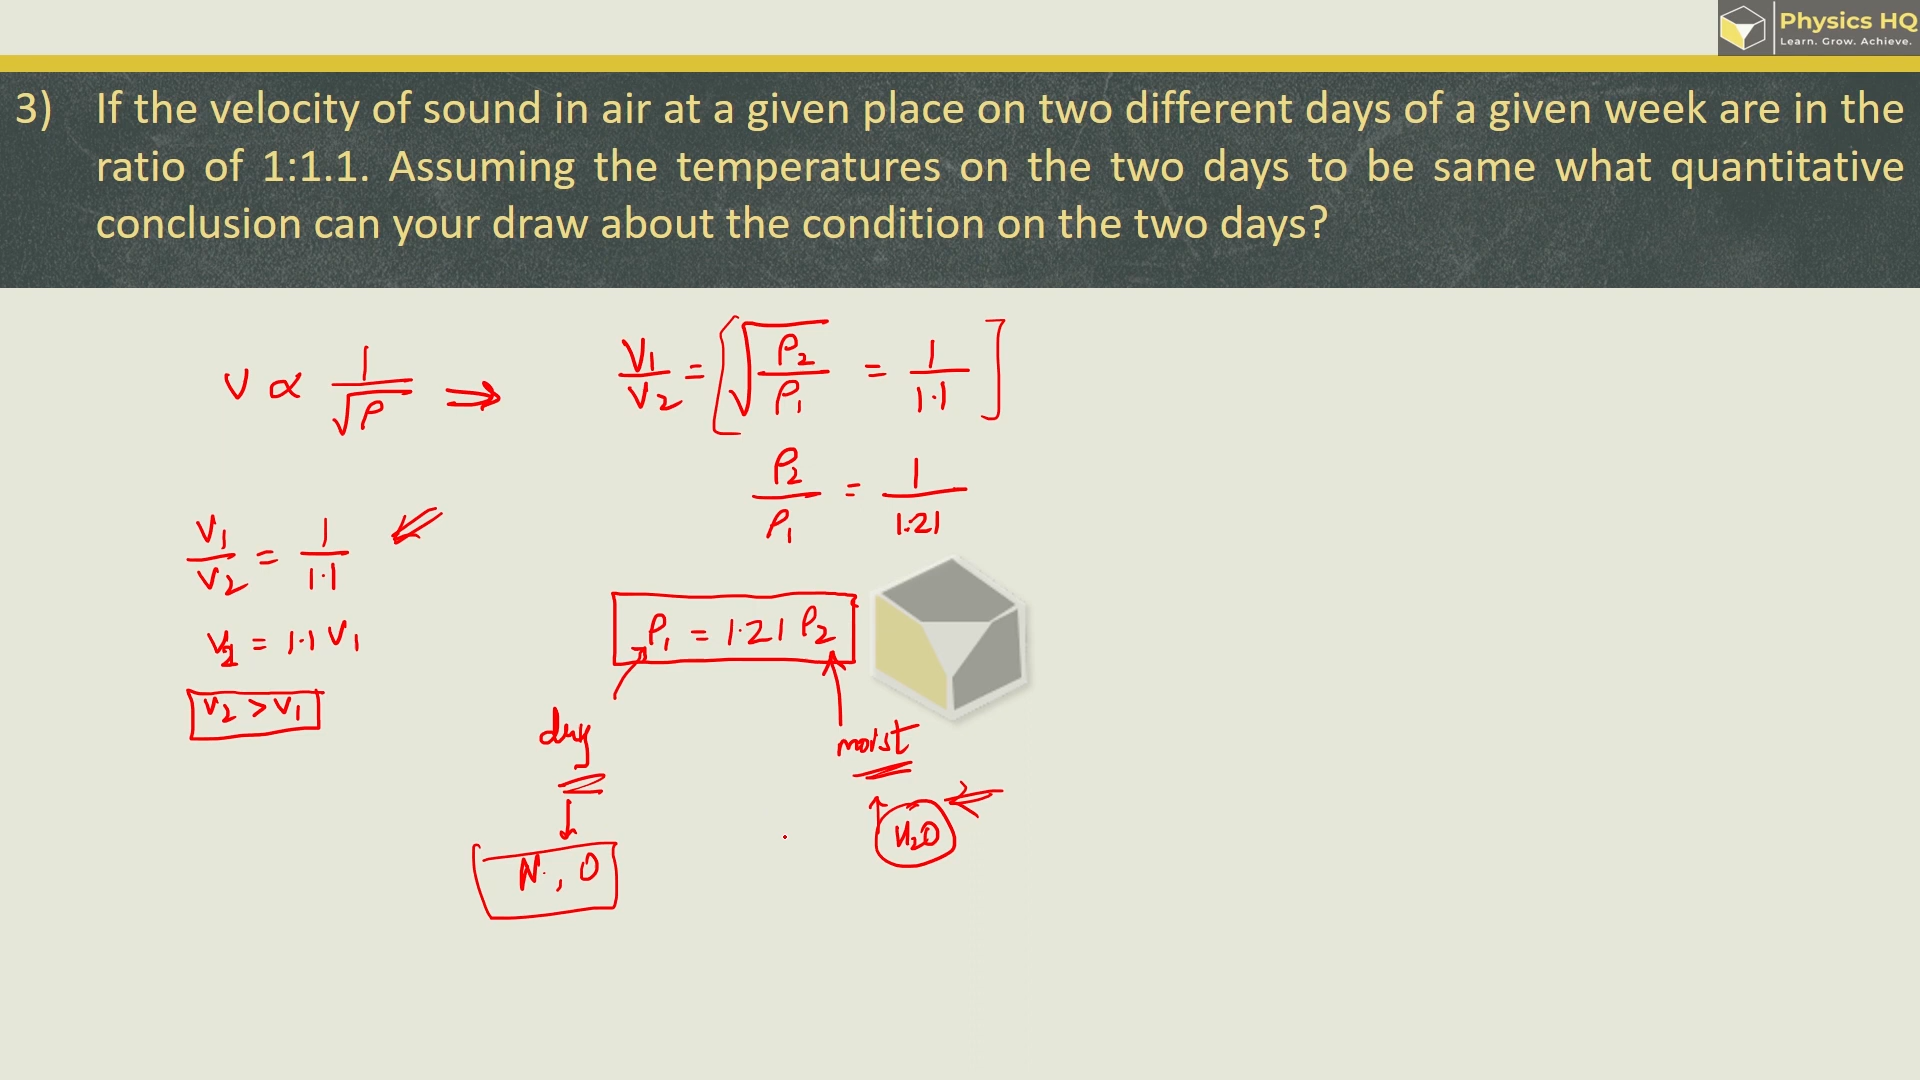 Physics HQ
Learn. Grow. Achieve.
3) If the velocity of sound in air at a given place on two different days of a given week are in the
ratio of 1:1.1. Assuming the temperatures on the two days to be same what quantitative
conclusion can your draw about the condition on the two days?
V ∝ 1/√ρ ⇒
V₁/V₂ = [√(ρ₂/ρ₁) = 1/1.1]
ρ₂/ρ₁ = 1/1.21
V₁/V₂ = 1/1.1
V₂ = 1.1 V₁
V₂ > V₁
ρ₁ = 1.21 ρ₂
dry
moist
N, O
H₂O